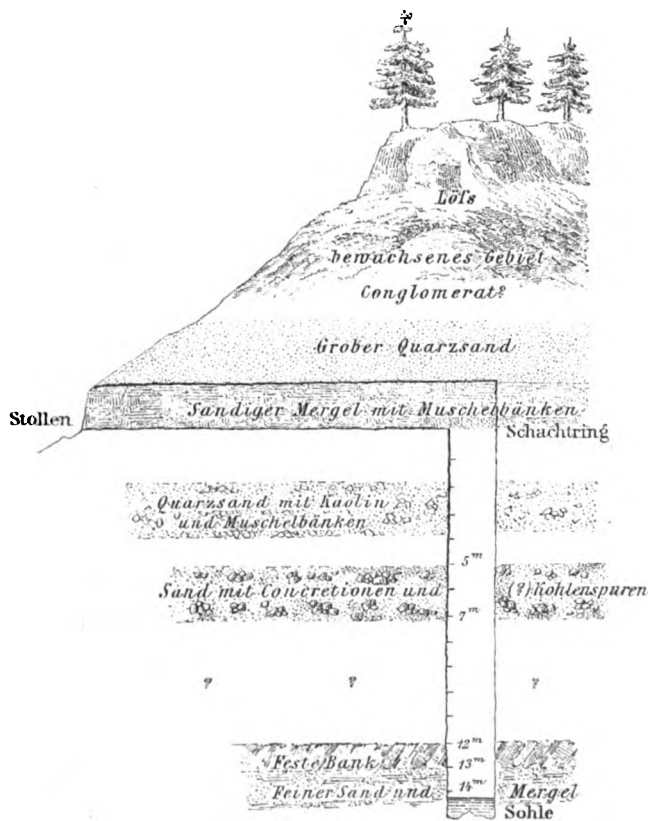 Löſs
bewachsenes Gebiet
Conglomerat?
Grober Quarzsand
Sandiger Mergel mit Muschelbänken
Stollen
Schachtring
Quarzsand mit Kaolin
und Muschelbänken
5m
Sand mit Concretionen und (?) Kohlenspuren
7m
? ? ?
12m
Feste Bank
13m
14m
Feiner Sand und Mergel
Sohle